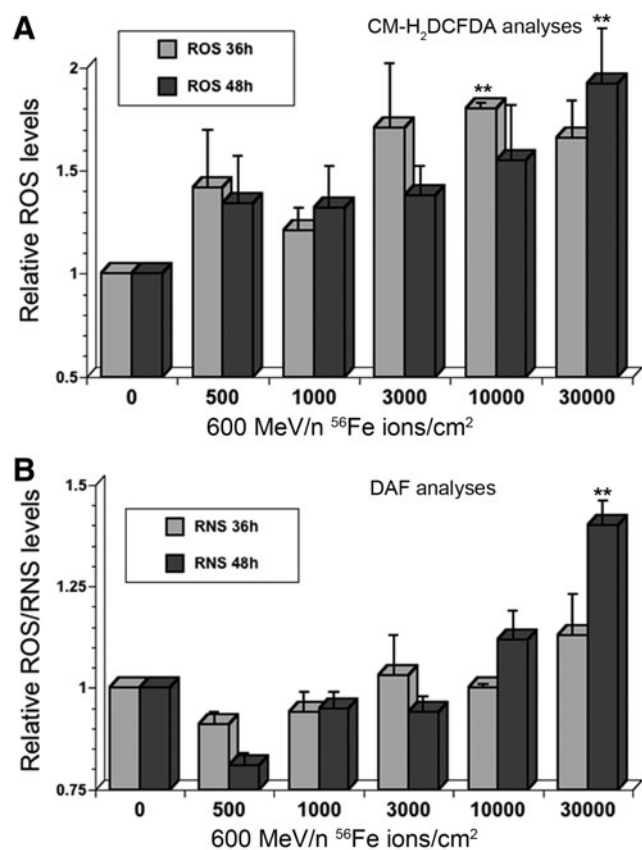 A
CM-H₂DCFDA analyses
ROS 36h
ROS 48h
**
**
2
1.5
1
0.5
Relative ROS levels
0 500 1000 3000 10000 30000
600 MeV/n ⁵⁶Fe ions/cm²
B
DAF analyses
RNS 36h
RNS 48h
**
1.5
1.25
1
0.75
Relative ROS/RNS levels
0 500 1000 3000 10000 30000
600 MeV/n ⁵⁶Fe ions/cm²